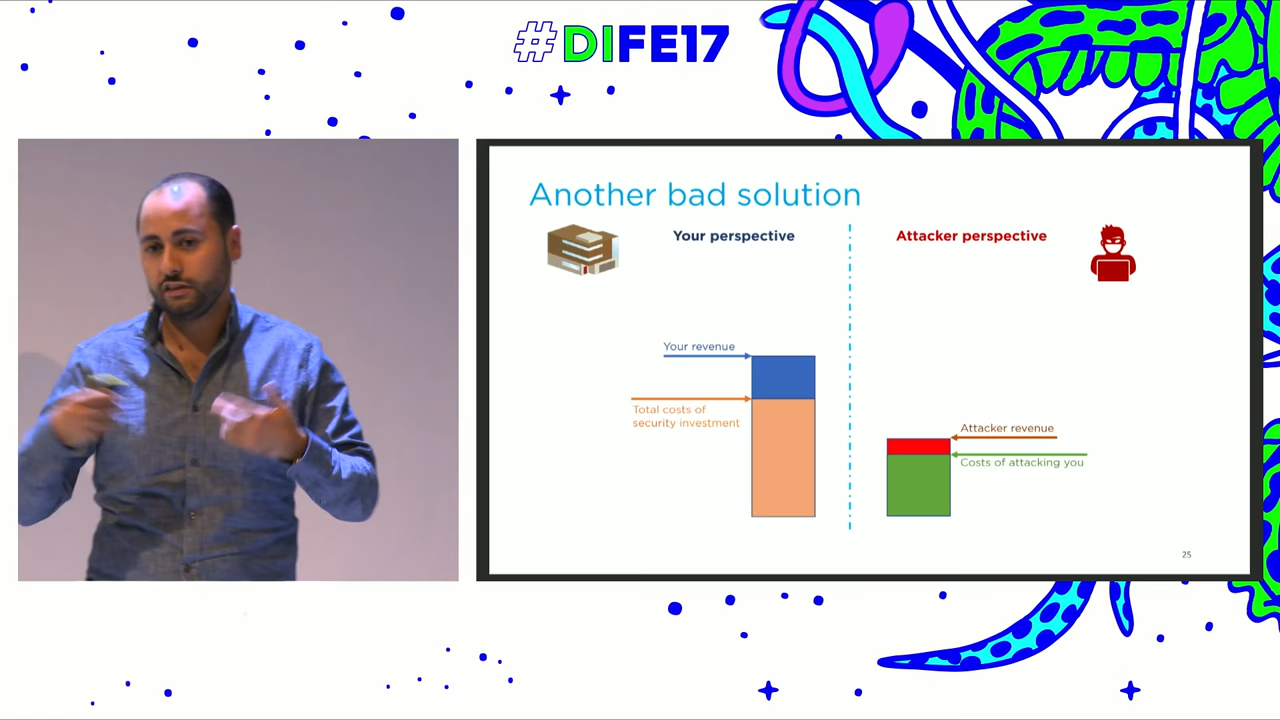 #DIFE17
Another bad solution
Your perspective
Attacker perspective
Your revenue
Total costs of
security investment
Attacker revenue
Costs of attacking you
25